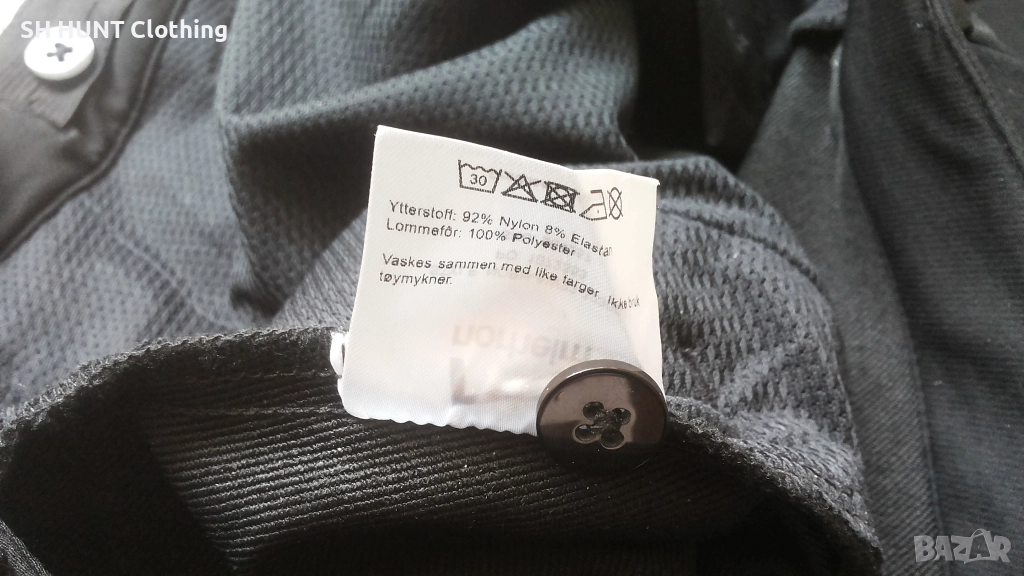 SH HUNT Clothing
30
Ytterstoff: 92% Nylon 8% Elastan
Lommefôr: 100% Polyester
Vaskes sammen med like farger, ikke bruk
tøymykner.
BAZAR